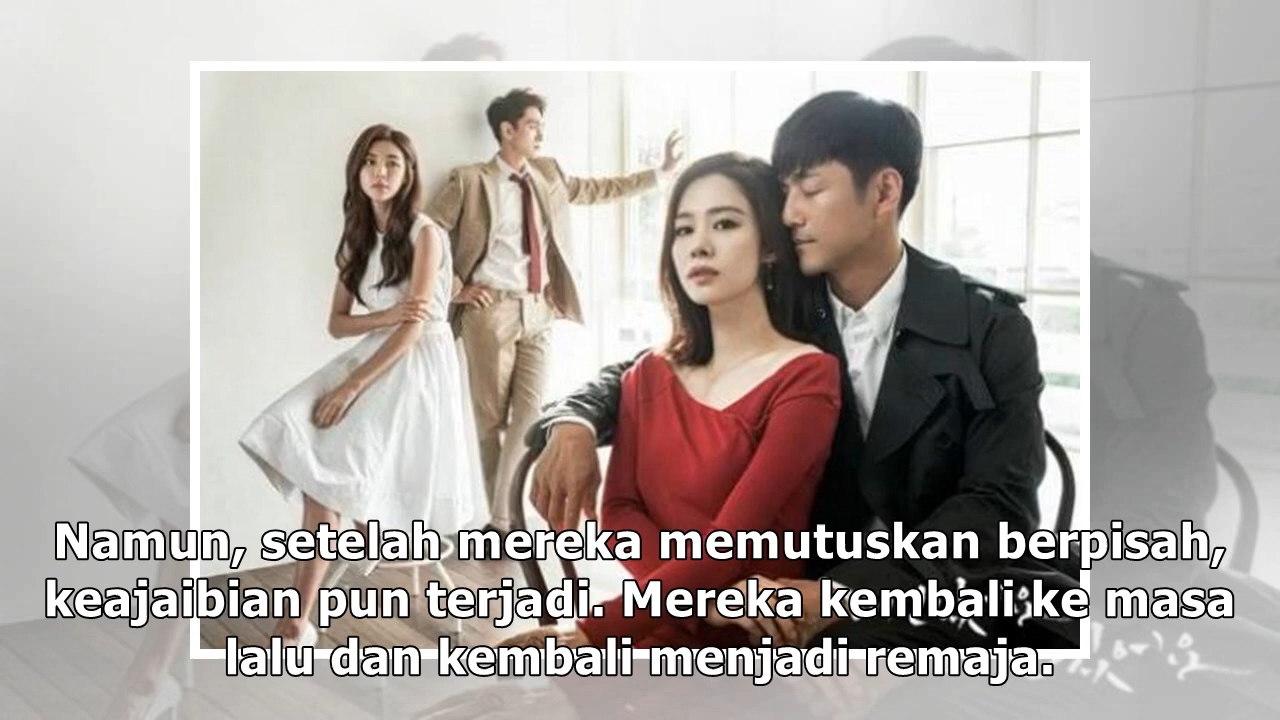 Namun, setelah mereka memutuskan berpisah,
keajaibian pun terjadi. Mereka kembali ke masa
lalu dan kembali menjadi remaja.